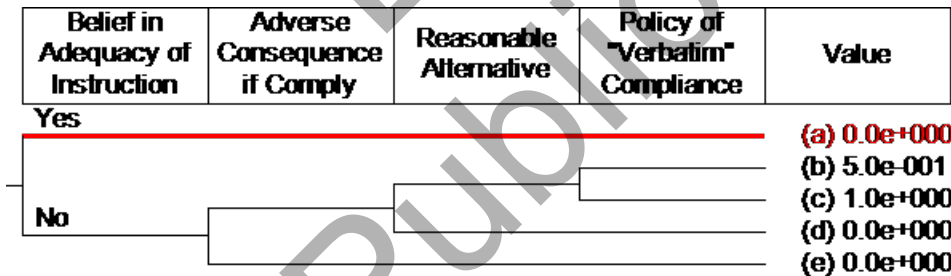 Belief in
Adequacy of
Instruction
Adverse
Consequence
if Comply
Reasonable
Alternative
Policy of
"Verbatim"
Compliance
Value
Yes
(a) 0.0e+000
(b) 5.0e-001
(c) 1.0e+000
No
(d) 0.0e+000
(e) 0.0e+000
Public